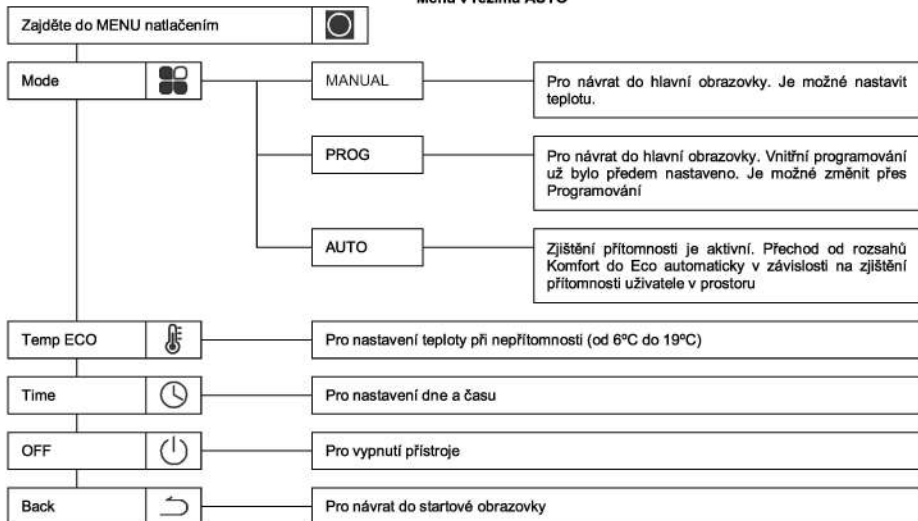 Menu v režimu AUTO
Zajděte do MENU natlačením
Mode
MANUAL
Pro návrat do hlavní obrazovky. Je možné nastavit
teplotu.
PROG
Pro návrat do hlavní obrazovky. Vnitřní programování
už bylo předem nastaveno. Je možné změnit přes
Programování
AUTO
Zjištění přítomnosti je aktivní. Přechod od rozsahů
Komfort do Eco automaticky v závislosti na zjištění
přítomnosti uživatele v prostoru
Temp ECO
Pro nastavení teploty při nepřítomnosti (od 6ºC do 19ºC)
Time
Pro nastavení dne a času
OFF
Pro vypnutí přístroje
Back
Pro návrat do startové obrazovky